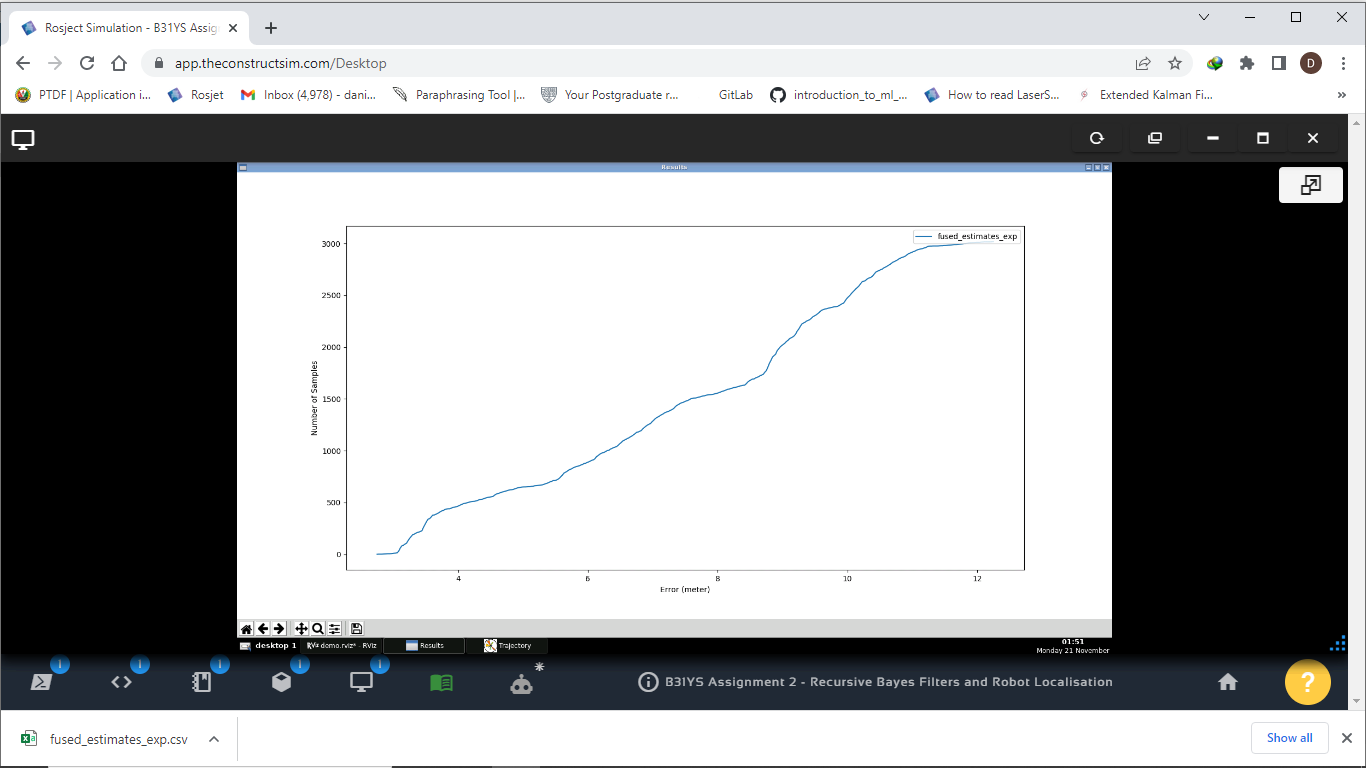 Rosject Simulation - B31YS Assig
app.theconstructsim.com/Desktop
D
PTDF | Application i... Rosjet Inbox (4,978) - dani... Paraphrasing Tool |... Your Postgraduate r... GitLab introduction_to_ml_... How to read LaserS... Extended Kalman Fi... »
Results
fused_estimates_exp
3000
2500
2000
1500
1000
500
0
Number of Samples
4 6 8 10 12
Error (meter)
desktop 1 demo.rviz* - RViz Results Trajectory
01:51
Monday 21 November
B31YS Assignment 2 - Recursive Bayes Filters and Robot Localisation
?
fused_estimates_exp.csv
Show all